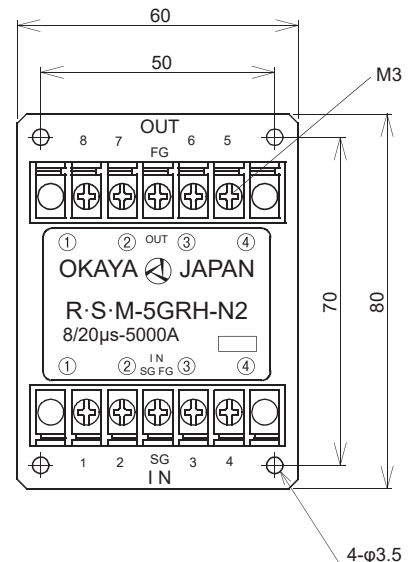 60
50
M3
OUT
8 7 FG 6 5
① ② OUT ③ ④
OKAYA JAPAN
R·S·M-5GRH-N2
8/20µs-5000A
① ② IN SG FG ③ ④
1 2 SG 3 4
IN
70
80
4-φ3.5